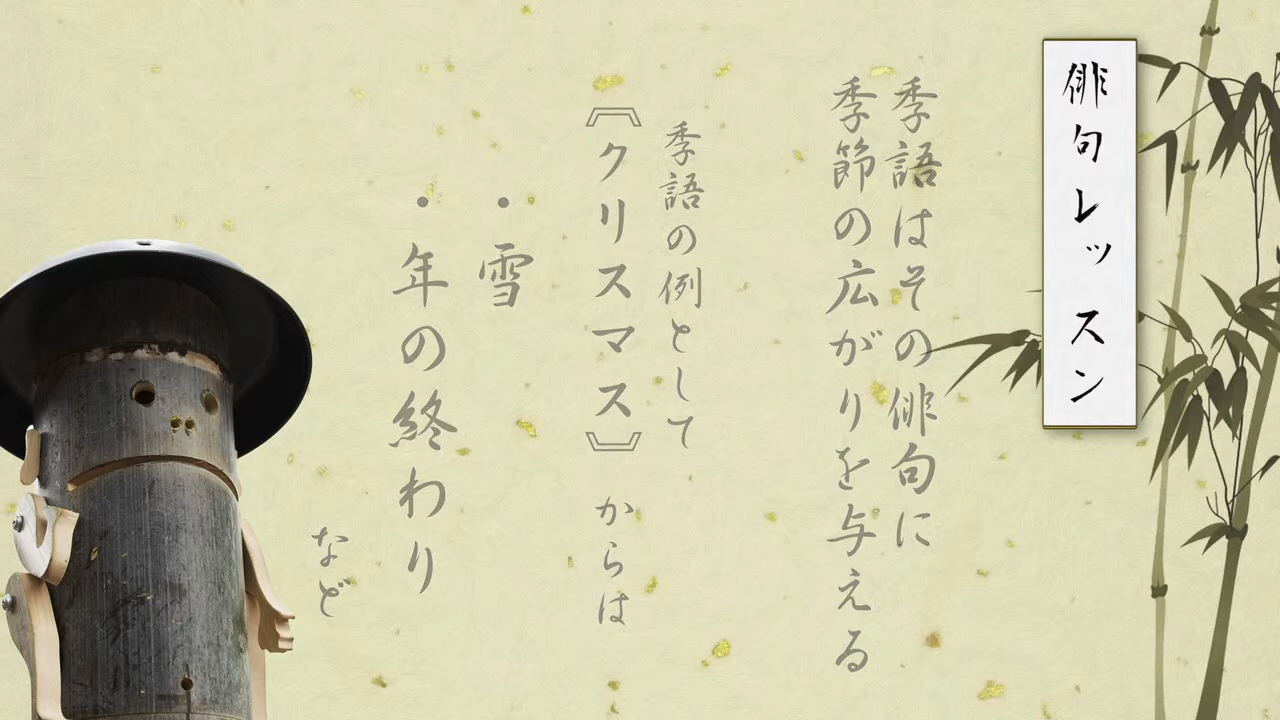 俳句レッスン
季語はその俳句に
季節の広がりを与える
季語の例として
〘クリスマス〙からは
・雪
・年の終わり
など